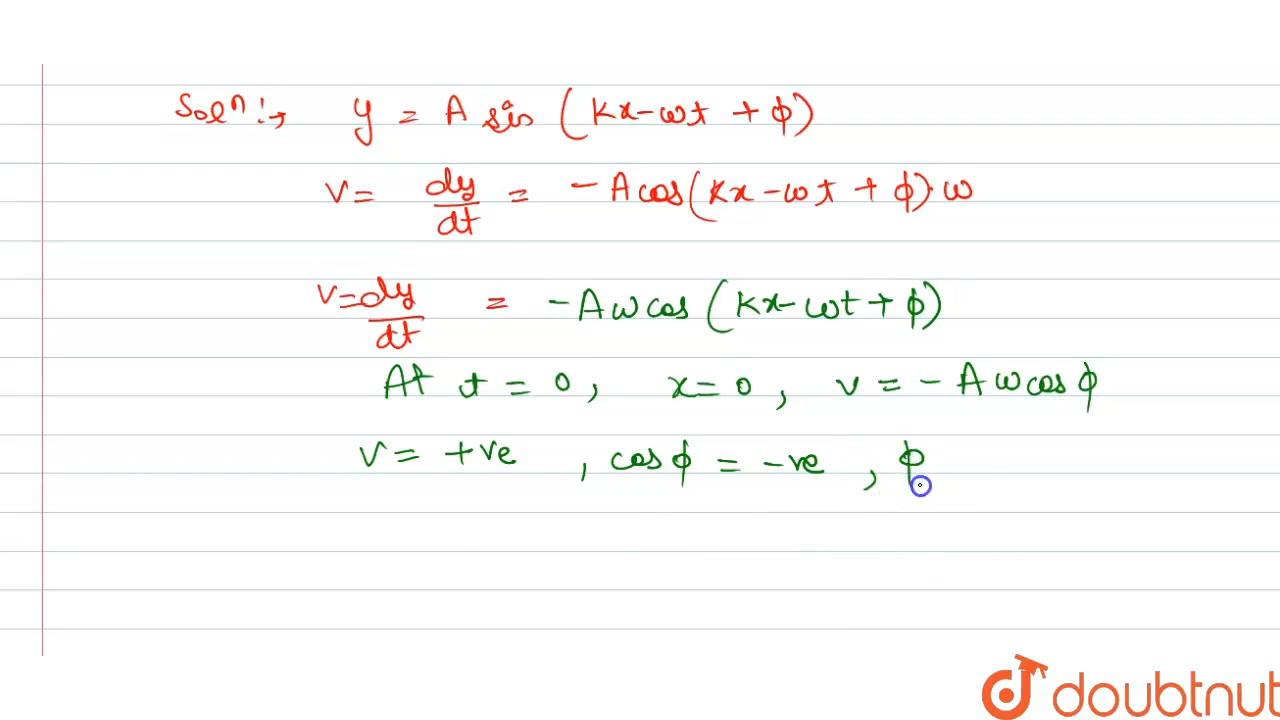 Solⁿ:→ y = A sin (kx-ωt + ϕ)
v = dy/dt = - A cos(kx-ωt + ϕ)·ω
v = dy/dt = - Aω cos (kx-ωt + ϕ)
At t = 0, x = 0, v = - Aω cos ϕ
v = +ve , cos ϕ = -ve , ϕ
doubtnut